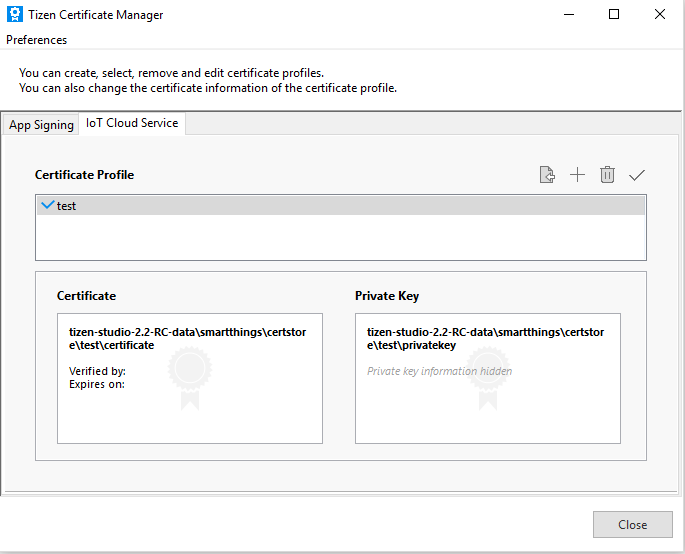 Tizen Certificate Manager
Preferences
You can create, select, remove and edit certificate profiles.
You can also change the certificate information of the certificate profile.
App Signing
IoT Cloud Service
Certificate Profile
test
Certificate
Private Key
tizen-studio-2.2-RC-data\smartthings\certstor
e\test\certificate
Verified by:
Expires on:
tizen-studio-2.2-RC-data\smartthings\certstor
e\test\privatekey
Private key information hidden
Close